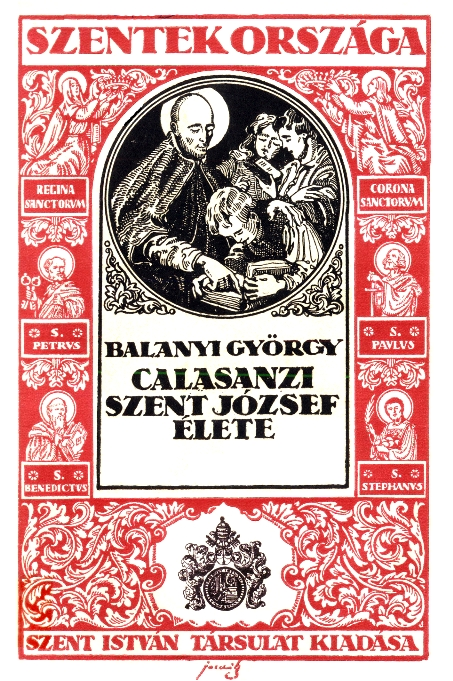 SZENTEK ORSZÁGA
REGINA
SANCTORVM
CORONA
SANCTORVM
S.
PETRVS
S.
PAVLVS
BALANYI GYÖRGY
CALASANZI
SZENT JÓZSEF
ÉLETE
S.
BENEDICTVS
S.
STEPHANVS
SZENT ISTVÁN TÁRSULAT KIADÁSA